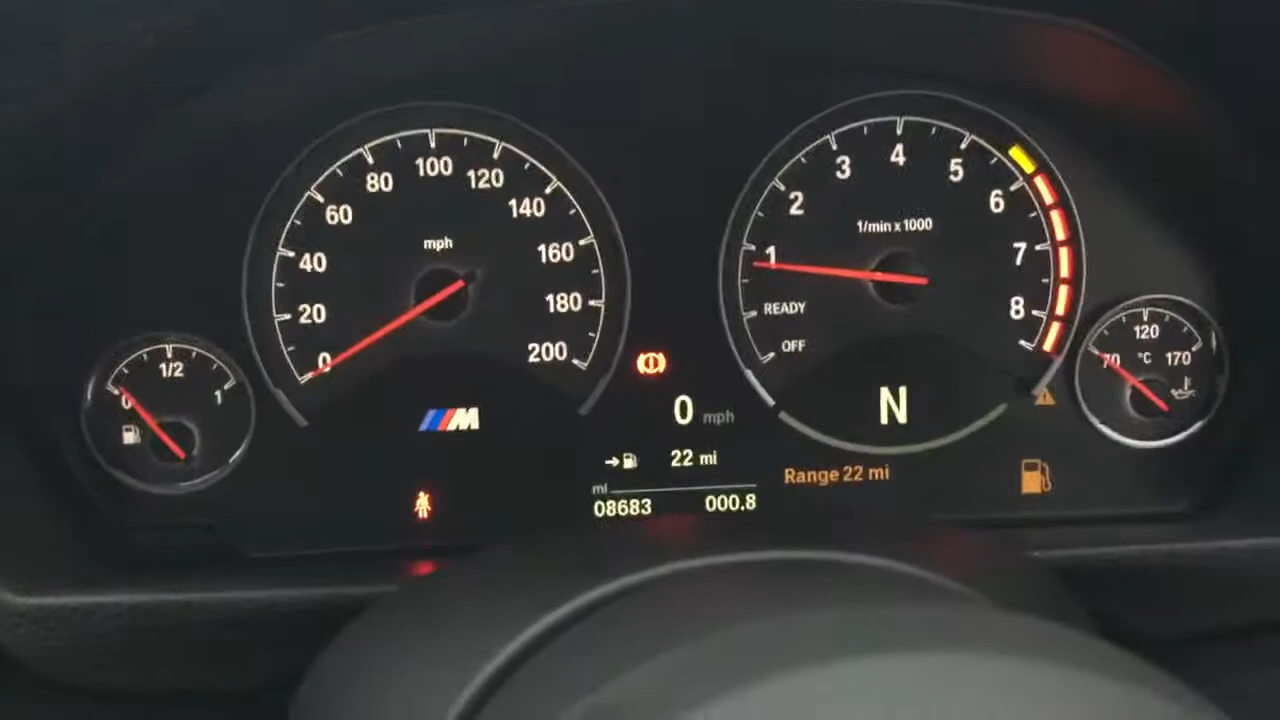 0
20
40
60
80
100
120
140
160
180
200
mph
0
1/2
1
M
0 mph
22 mi
mi
08683 000.8
OFF
READY
1
2
3
4
5
6
7
8
1/min x 1000
N
Range 22 mi
70
120
170
°C